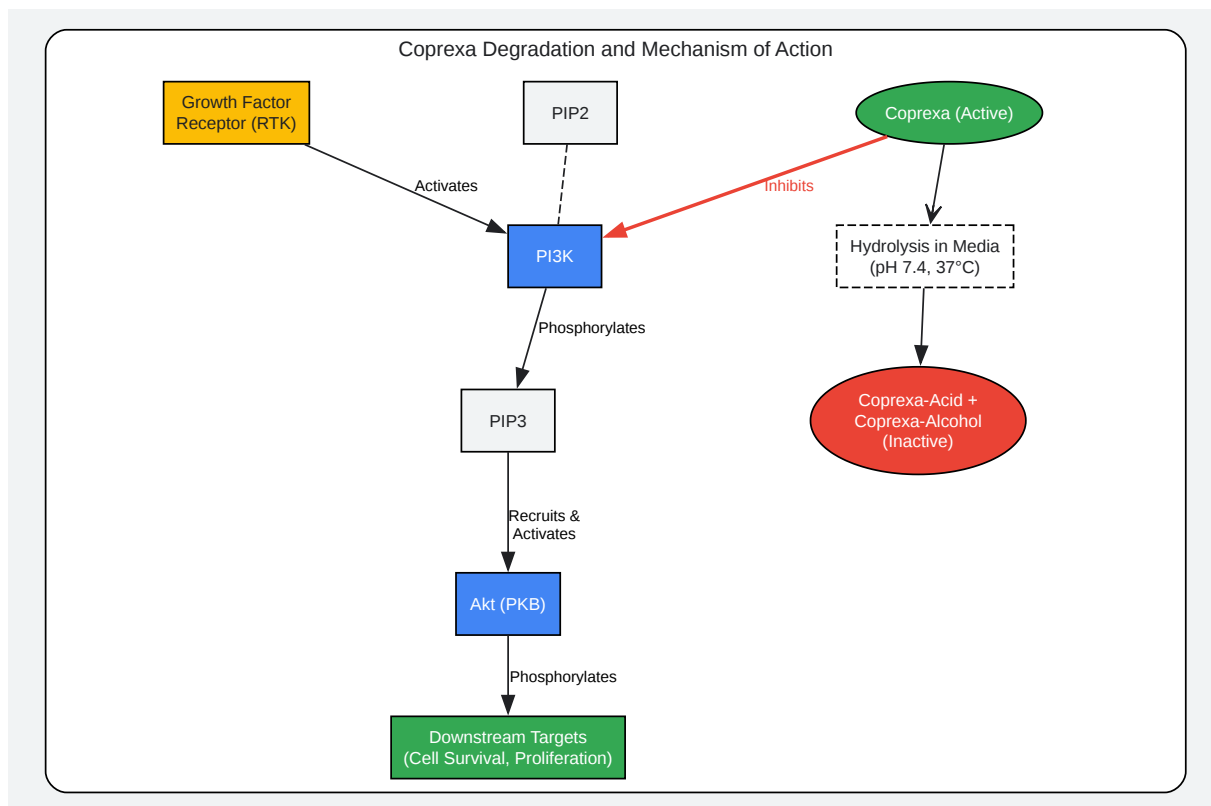 Coprexa Degradation and Mechanism of Action
Growth Factor
Receptor (RTK)
PIP2
Coprexa (Active)
Activates
Inhibits
PI3K
Hydrolysis in Media
(pH 7.4, 37°C)
Phosphorylates
PIP3
Coprexa-Acid +
Coprexa-Alcohol
(Inactive)
Recruits &
Activates
Akt (PKB)
Phosphorylates
Downstream Targets
(Cell Survival, Proliferation)